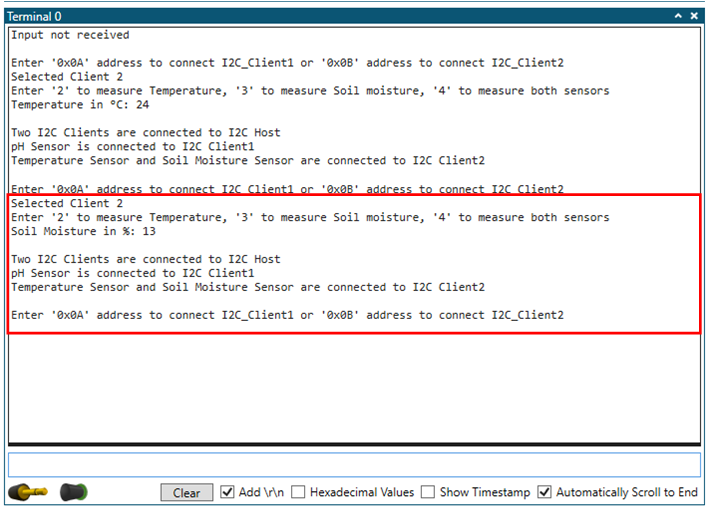 Terminal 0
Input not received
Enter '0x0A' address to connect I2C_Client1 or '0x0B' address to connect I2C_Client2
Selected Client 2
Enter '2' to measure Temperature, '3' to measure Soil moisture, '4' to measure both sensors
Temperature in °C: 24
Two I2C Clients are connected to I2C Host
pH Sensor is connected to I2C Client1
Temperature Sensor and Soil Moisture Sensor are connected to I2C Client2
Enter '0x0A' address to connect I2C_Client1 or '0x0B' address to connect I2C_Client2
Selected Client 2
Enter '2' to measure Temperature, '3' to measure Soil moisture, '4' to measure both sensors
Soil Moisture in %: 13
Two I2C Clients are connected to I2C Host
pH Sensor is connected to I2C Client1
Temperature Sensor and Soil Moisture Sensor are connected to I2C Client2
Enter '0x0A' address to connect I2C_Client1 or '0x0B' address to connect I2C_Client2
Clear Add \r\n Hexadecimal Values Show Timestamp Automatically Scroll to End